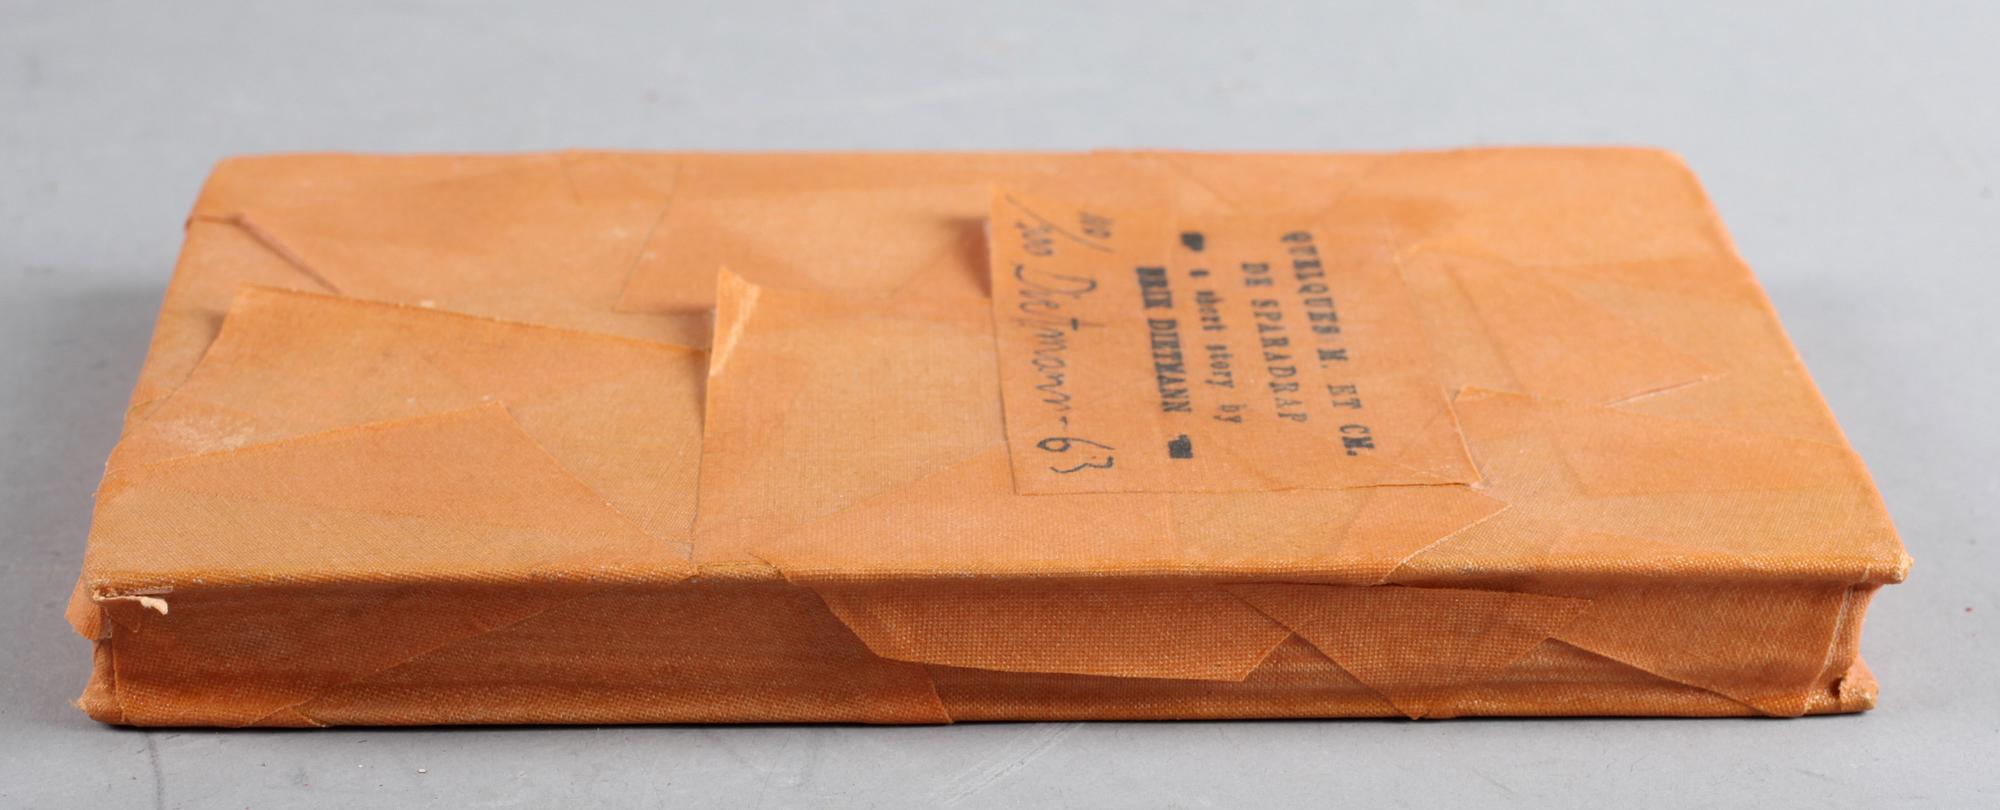 QUELQUES M. ET CM.
DE SPARADRAP
a short story by
ERIK DIETMANN
Dietmann-63